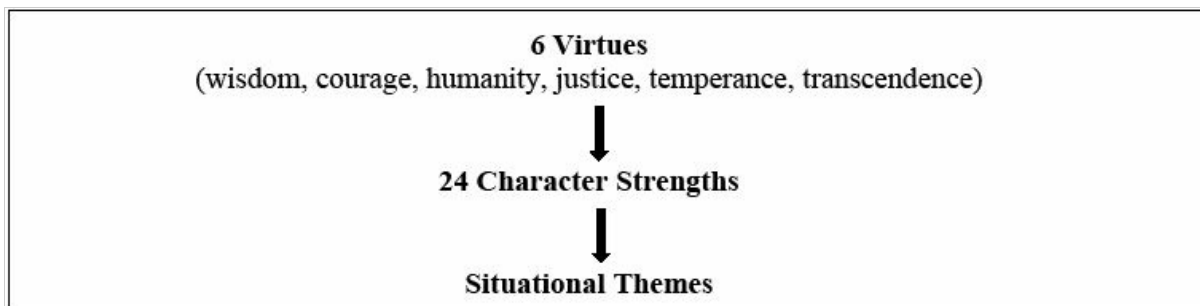 6 Virtues
(wisdom, courage, humanity, justice, temperance, transcendence)
24 Character Strengths
Situational Themes